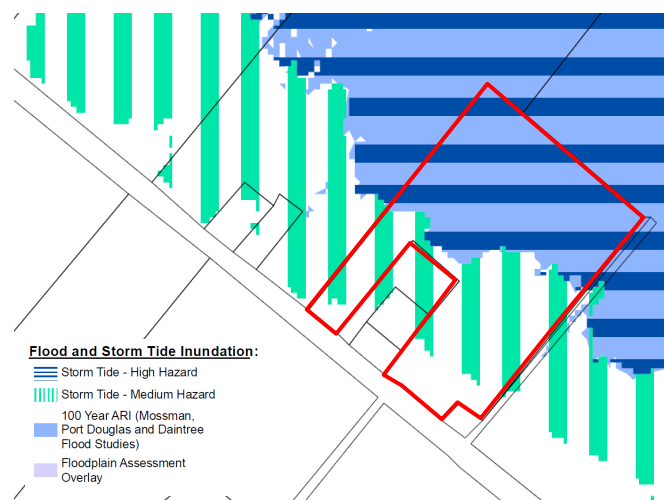 Flood and Storm Tide Inundation:
Storm Tide - High Hazard
Storm Tide - Medium Hazard
100 Year ARI (Mossman,
Port Douglas and Daintree
Flood Studies)
Floodplain Assessment
Overlay